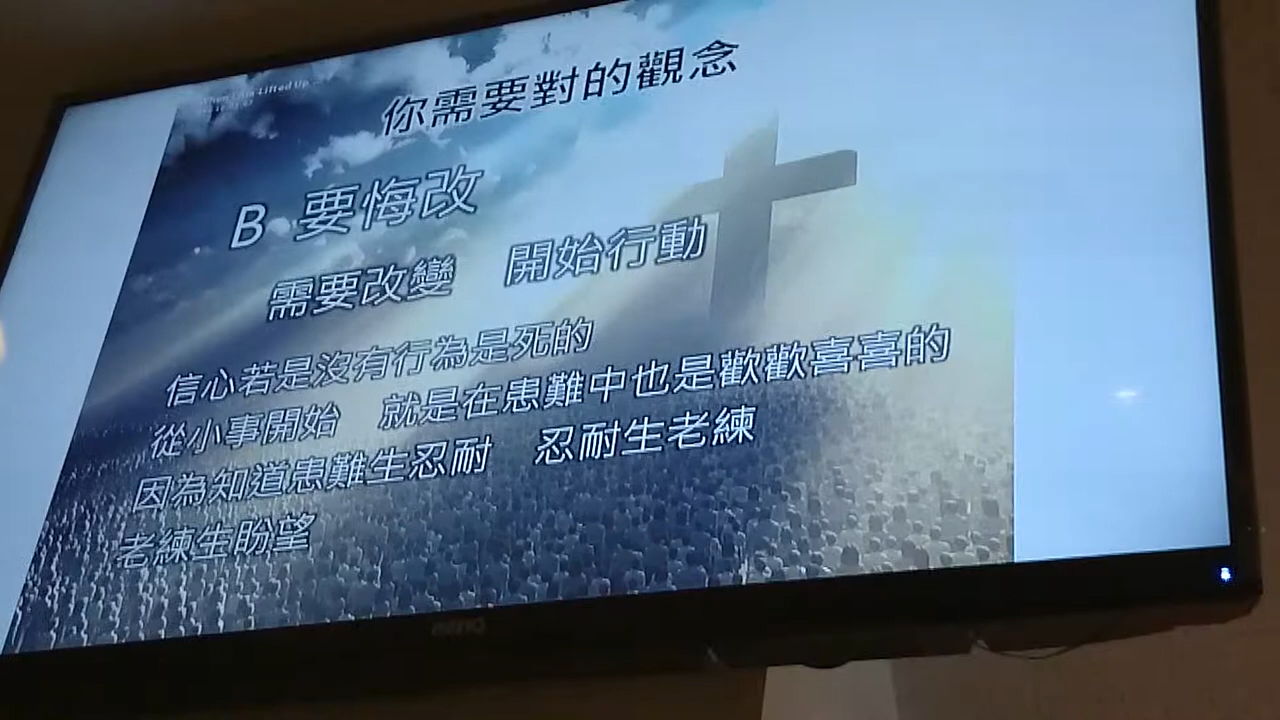 Lifted Up
你需要對的觀念
B 要悔改
需要改變 開始行動
信心若是沒有行為是死的
從小事開始 就是在患難中也是歡歡喜喜的
因為知道患難生忍耐 忍耐生老練
老練生盼望
BenQ